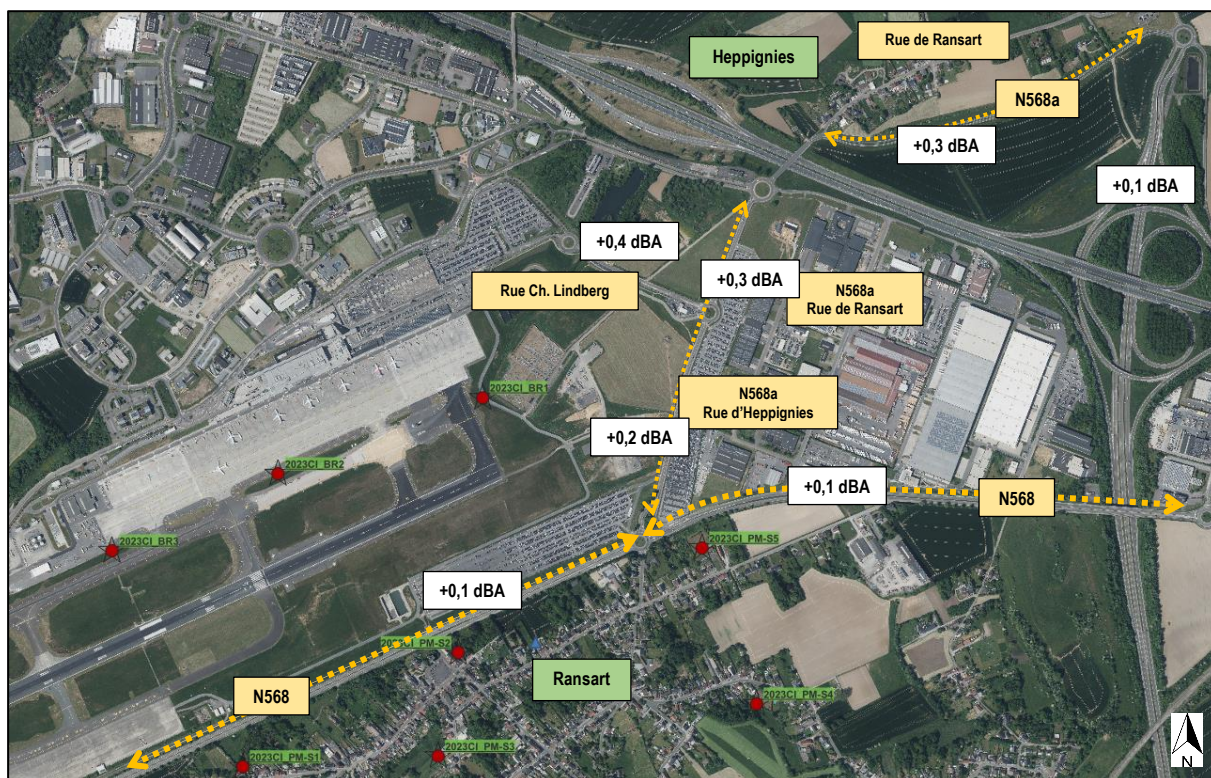 Rue de Ransart
Heppignies
N568a
+0,3 dBA
+0,1 dBA
+0,4 dBA
+0,3 dBA
Rue Ch. Lindberg
N568a
Rue de Ransart
2023CI_BR1
N568a
Rue d'Heppignies
+0,2 dBA
2023CI_BR2
+0,1 dBA
N568
2023CI_BR3
2023CI_PM-S5
+0,1 dBA
2023CI_PM-S2
Ransart
N568
2023CI_PM-S4
2023CI_PM-S3
2023CI_PM-S1
N